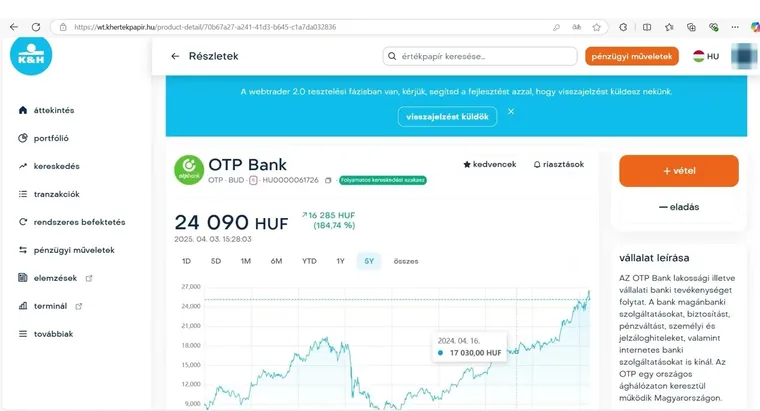 https://wt.khertekpapir.hu/product-detail/70b67a27-a241-41d3-b645-c1a7da032836
K&H
Részletek
értékpapír keresése...
pénzügyi műveletek
HU
áttekintés
portfólió
kereskedés
tranzakciók
rendszeres befektetés
pénzügyi műveletek
elemzések
terminál
továbbiak
A webtrader 2.0 tesztelési fázisban van, kérjük, segítsd a fejlesztést azzal, hogy visszajelzést küldesz nekünk.
visszajelzést küldök
otpbank
OTP Bank
OTP · BUD · HU0000061726 · Folyamatos kereskedési szakasz
kedvencek
riasztások
24 090 HUF
16 285 HUF
(184,74 %)
2025. 04. 03. 15:28:03
1D 5D 1M 6M YTD 1Y 5Y összes
27,000
24,000
21,000
18,000
15,000
12,000
9,000
2024. 04. 16.
17 030,00 HUF
+ vétel
— eladás
vállalat leírása
AZ OTP Bank lakossági illetve
vállalati banki tevékenységet
folytat. A bank magánbanki
szolgáltatásokat, biztosítást,
pénzváltást, személyi és
jelzáloghiteleket, valamint
internetes banki
szolgáltatásokat is kínál. Az
OTP egy országos
ághálózaton keresztül
működik Magyarországon.